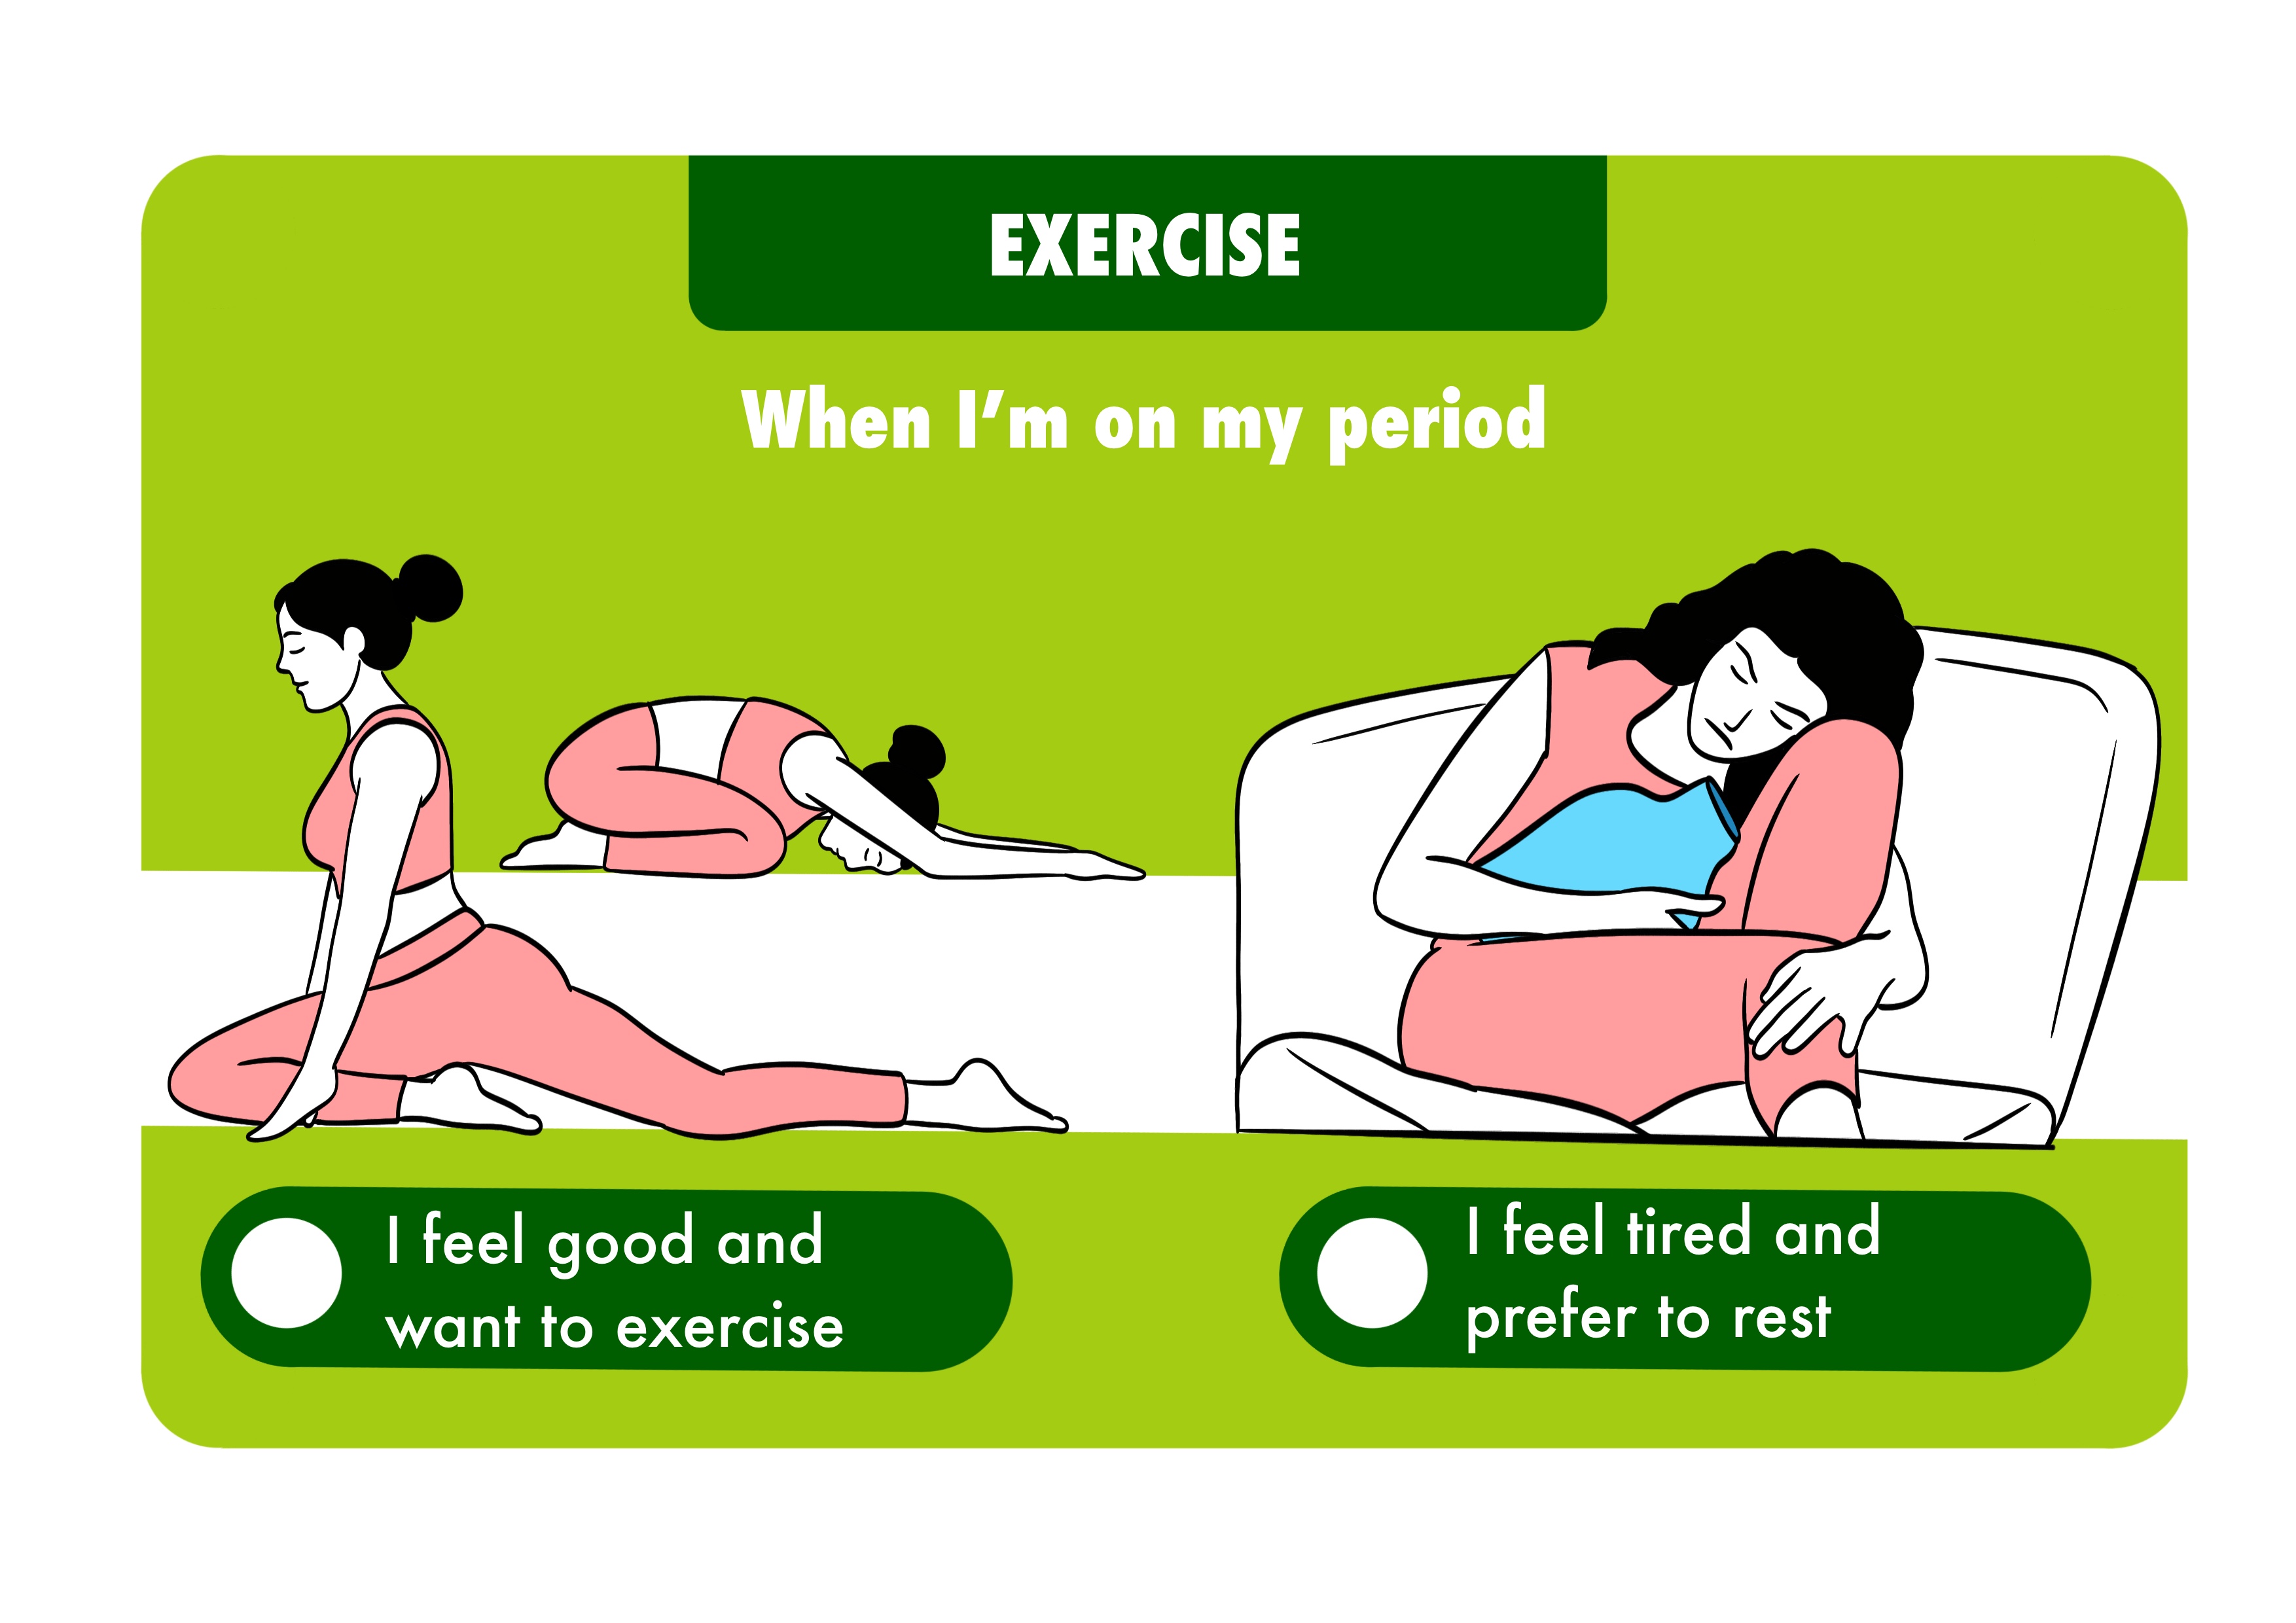 EXERCISE
When I'm on my period
I feel good and
want to exercise
I feel tired and
prefer to rest